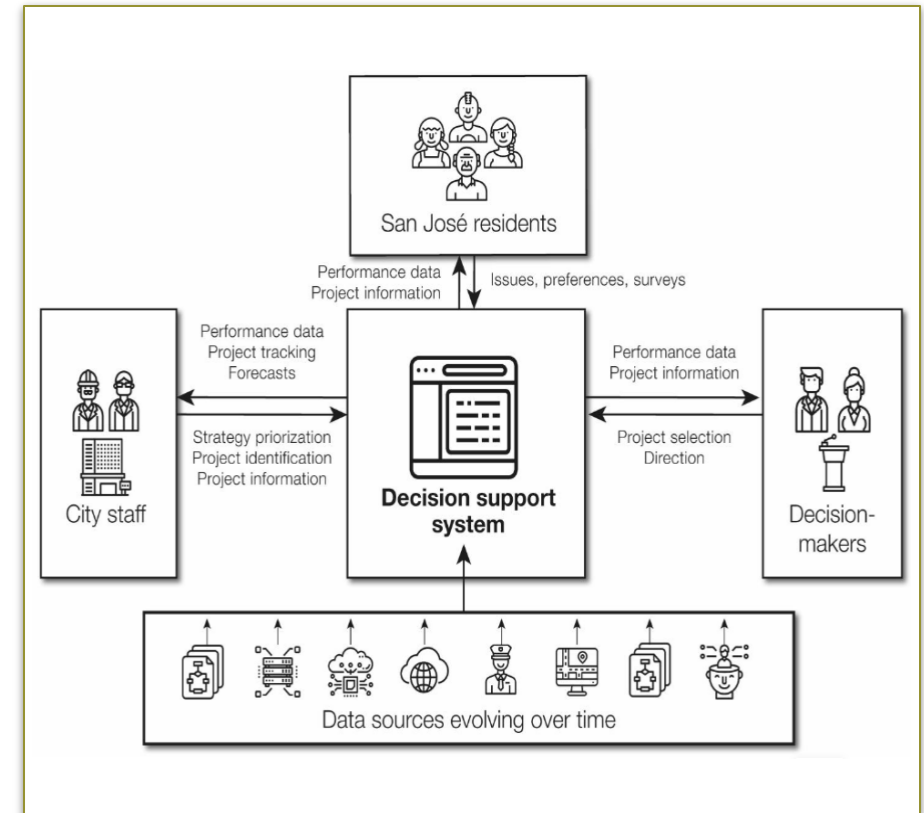 San José residents
Performance data
Project information
Issues, preferences, surveys
Performance data
Project tracking
Forecasts
Strategy priorization
Project identification
Project information
City staff
Decision support
system
Performance data
Project information
Project selection
Direction
Decision-
makers
Data sources evolving over time